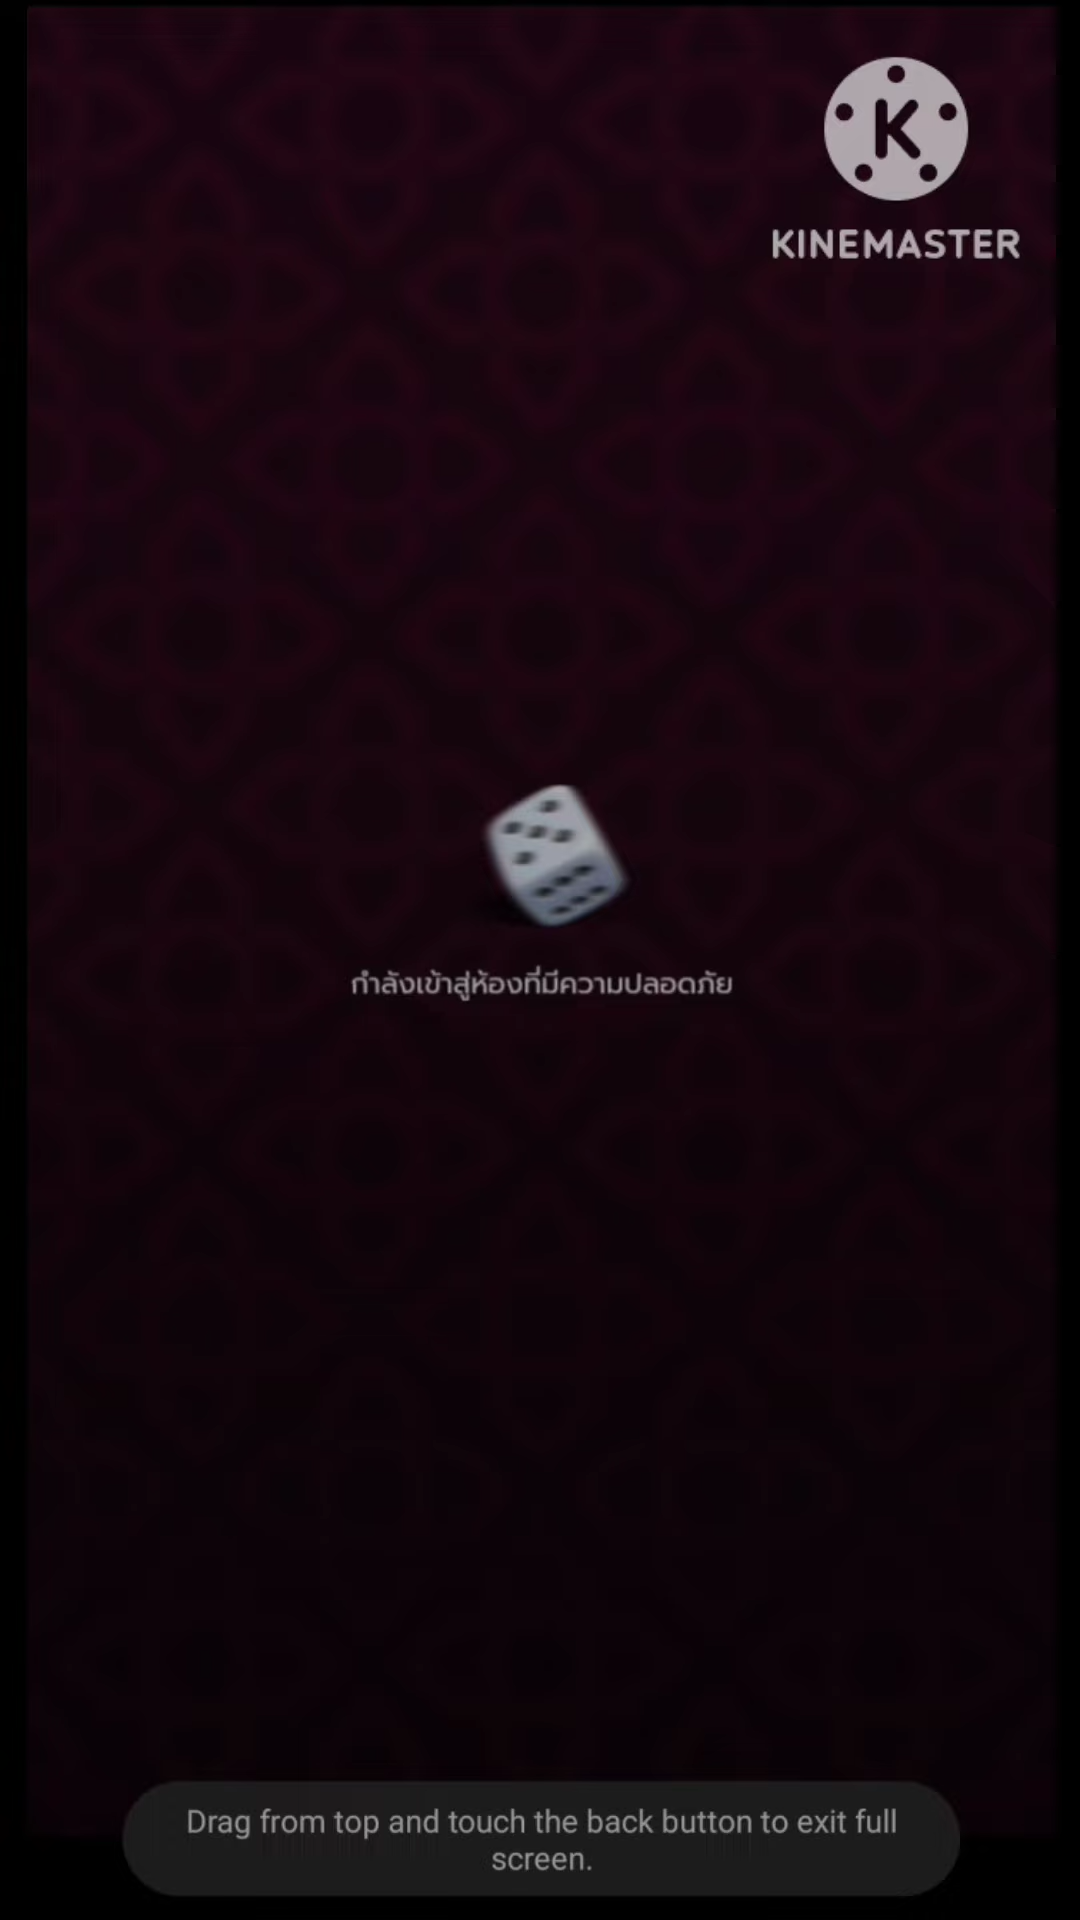 K
KINEMASTER
กำลังเข้าสู่ห้องที่มีความปลอดภัย
Drag from top and touch the back button to exit full
screen.